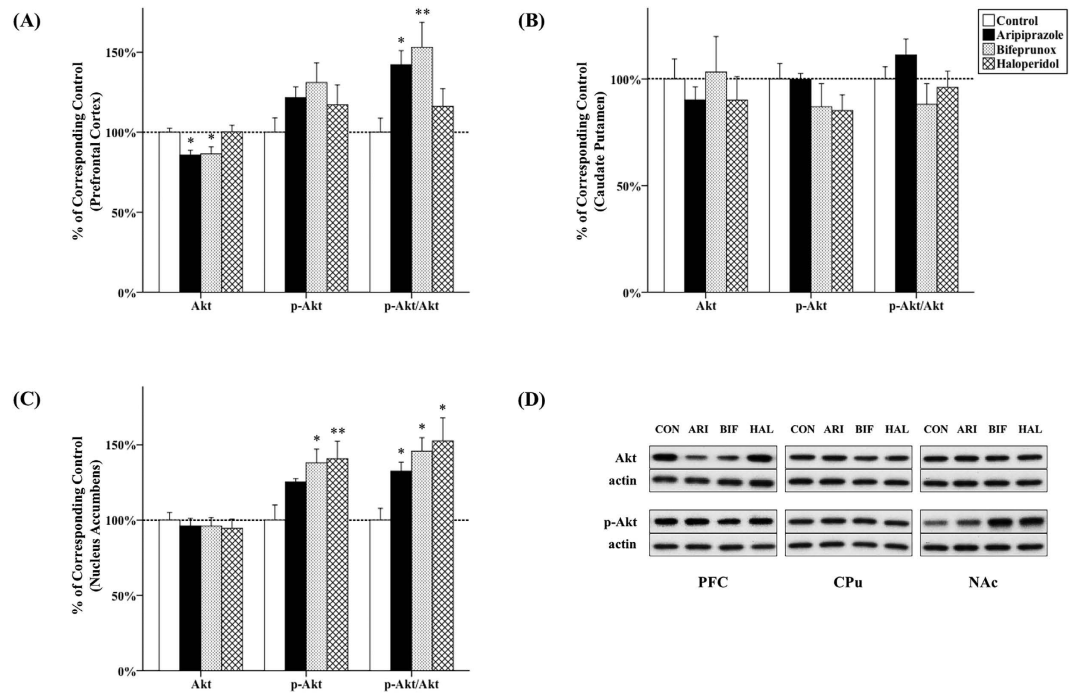 (A)
% of Corresponding Control
(Prefrontal Cortex)
150%
100%
50%
0%
*
*
*
**
Akt
p-Akt
p-Akt/Akt
(B)
% of Corresponding Control
(Caudate Putamen)
100%
50%
0%
Akt
p-Akt
p-Akt/Akt
Control
Aripiprazole
Bifeprunox
Haloperidol
(C)
% of Corresponding Control
(Nucleus Accumbens)
150%
100%
50%
0%
*
**
*
*
*
Akt
p-Akt
p-Akt/Akt
(D)
CON ARI BIF HAL CON ARI BIF HAL CON ARI BIF HAL
Akt
actin
p-Akt
actin
PFC CPu NAc